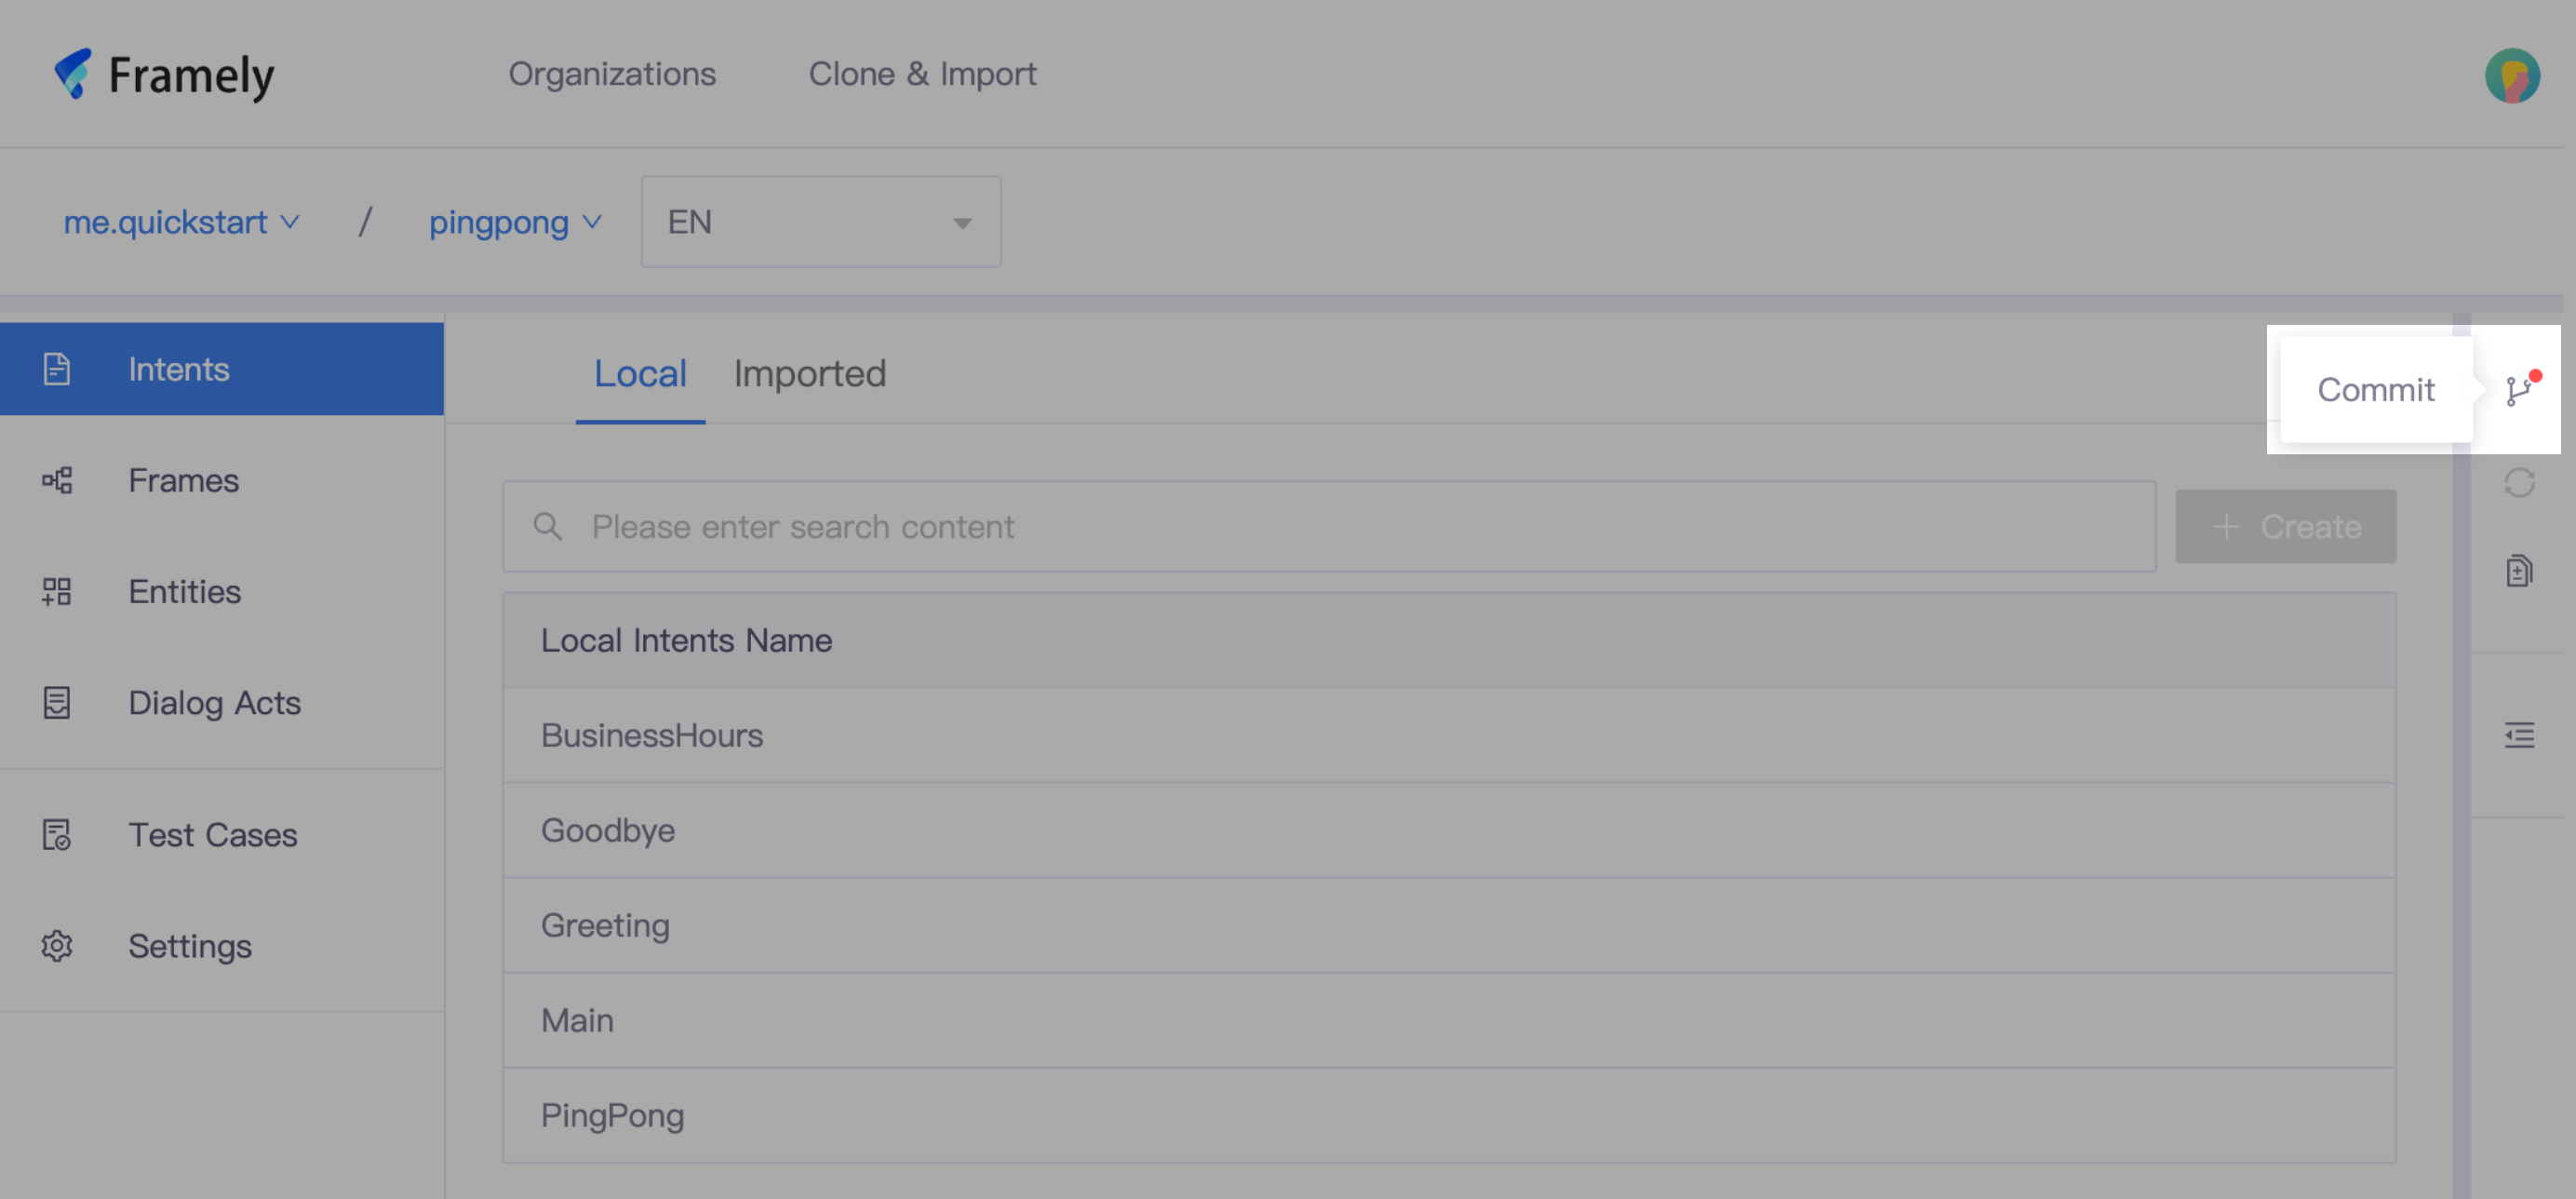 Framely
Organizations
Clone & Import
me.quickstart / pingpong
EN
Intents
Frames
Entities
Dialog Acts
Test Cases
Settings
Local
Imported
Commit
Please enter search content
+ Create
Local Intents Name
BusinessHours
Goodbye
Greeting
Main
PingPong